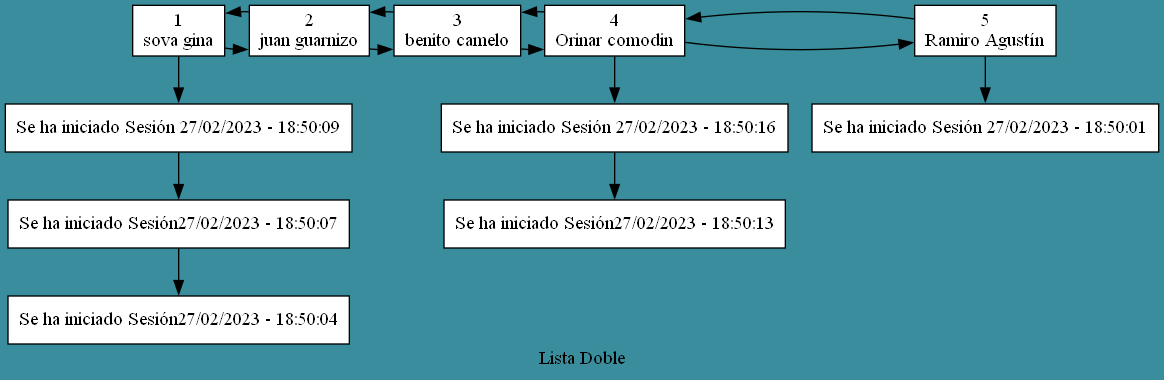 1
sova gina
2
juan guarnizo
3
benito camelo
4
Orinar comodin
5
Ramiro Agustín
Se ha iniciado Sesión 27/02/2023 - 18:50:09
Se ha iniciado Sesión 27/02/2023 - 18:50:16
Se ha iniciado Sesión 27/02/2023 - 18:50:01
Se ha iniciado Sesión27/02/2023 - 18:50:07
Se ha iniciado Sesión27/02/2023 - 18:50:13
Se ha iniciado Sesión27/02/2023 - 18:50:04
Lista Doble